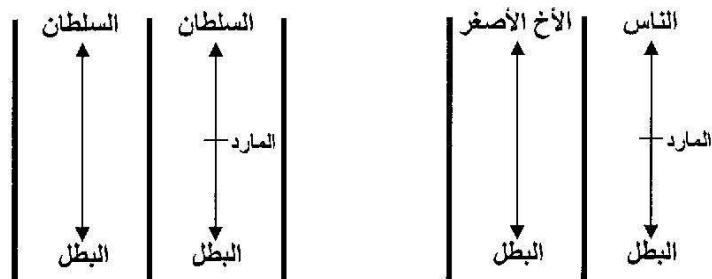 الناس
الأخ الأصغر
السلطان
السلطان
المارد
المارد
البطل
البطل
البطل
البطل